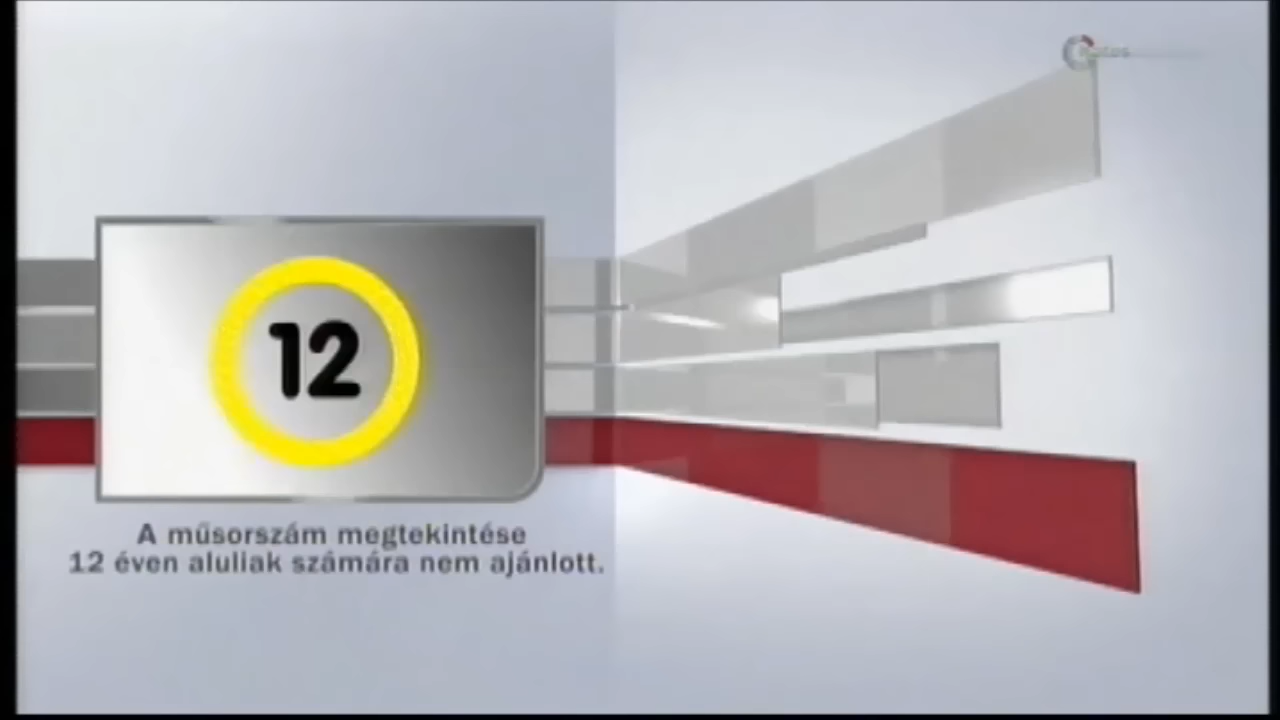 12
A műsorszám megtekintése
12 éven aluliak számára nem ajánlott.